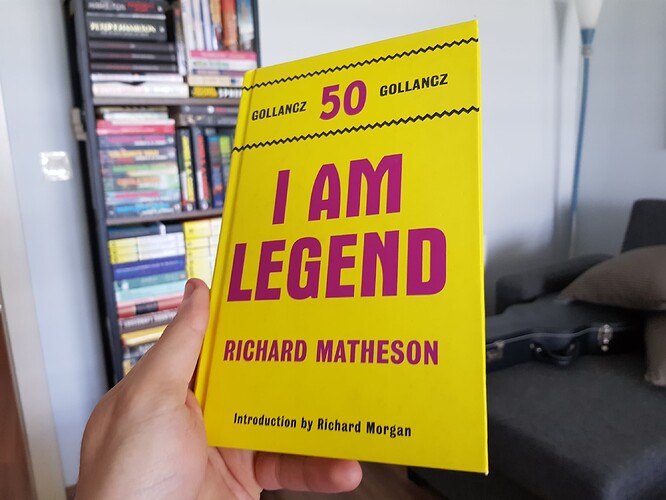 GOLLANCZ 50 GOLLANCZ
I AM
LEGEND
RICHARD MATHESON
Introduction by Richard Morgan